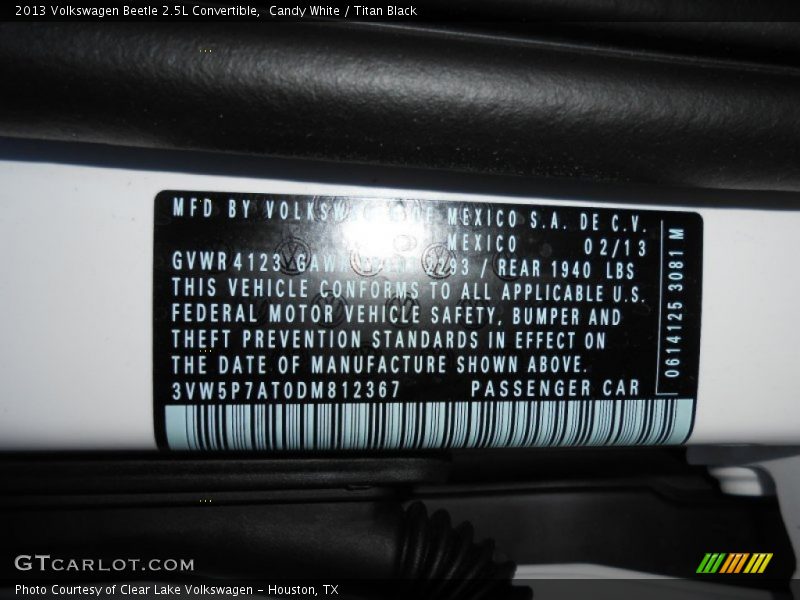 2013 Volkswagen Beetle 2.5L Convertible,  Candy White / Titan Black
MFD BY VOLKSWAGEN DE MEXICO S.A. DE C.V.
MEXICO 02/13
GVWR 4123 / REAR 1940 LBS
THIS VEHICLE CONFORMS TO ALL APPLICABLE U.S.
FEDERAL MOTOR VEHICLE SAFETY, BUMPER AND
THEFT PREVENTION STANDARDS IN EFFECT ON
THE DATE OF MANUFACTURE SHOWN ABOVE.
3VW5P7AT0DM812367 PASSENGER CAR
0614125 3081 M
GTCARLOT.COM
Photo Courtesy of Clear Lake Volkswagen - Houston, TX